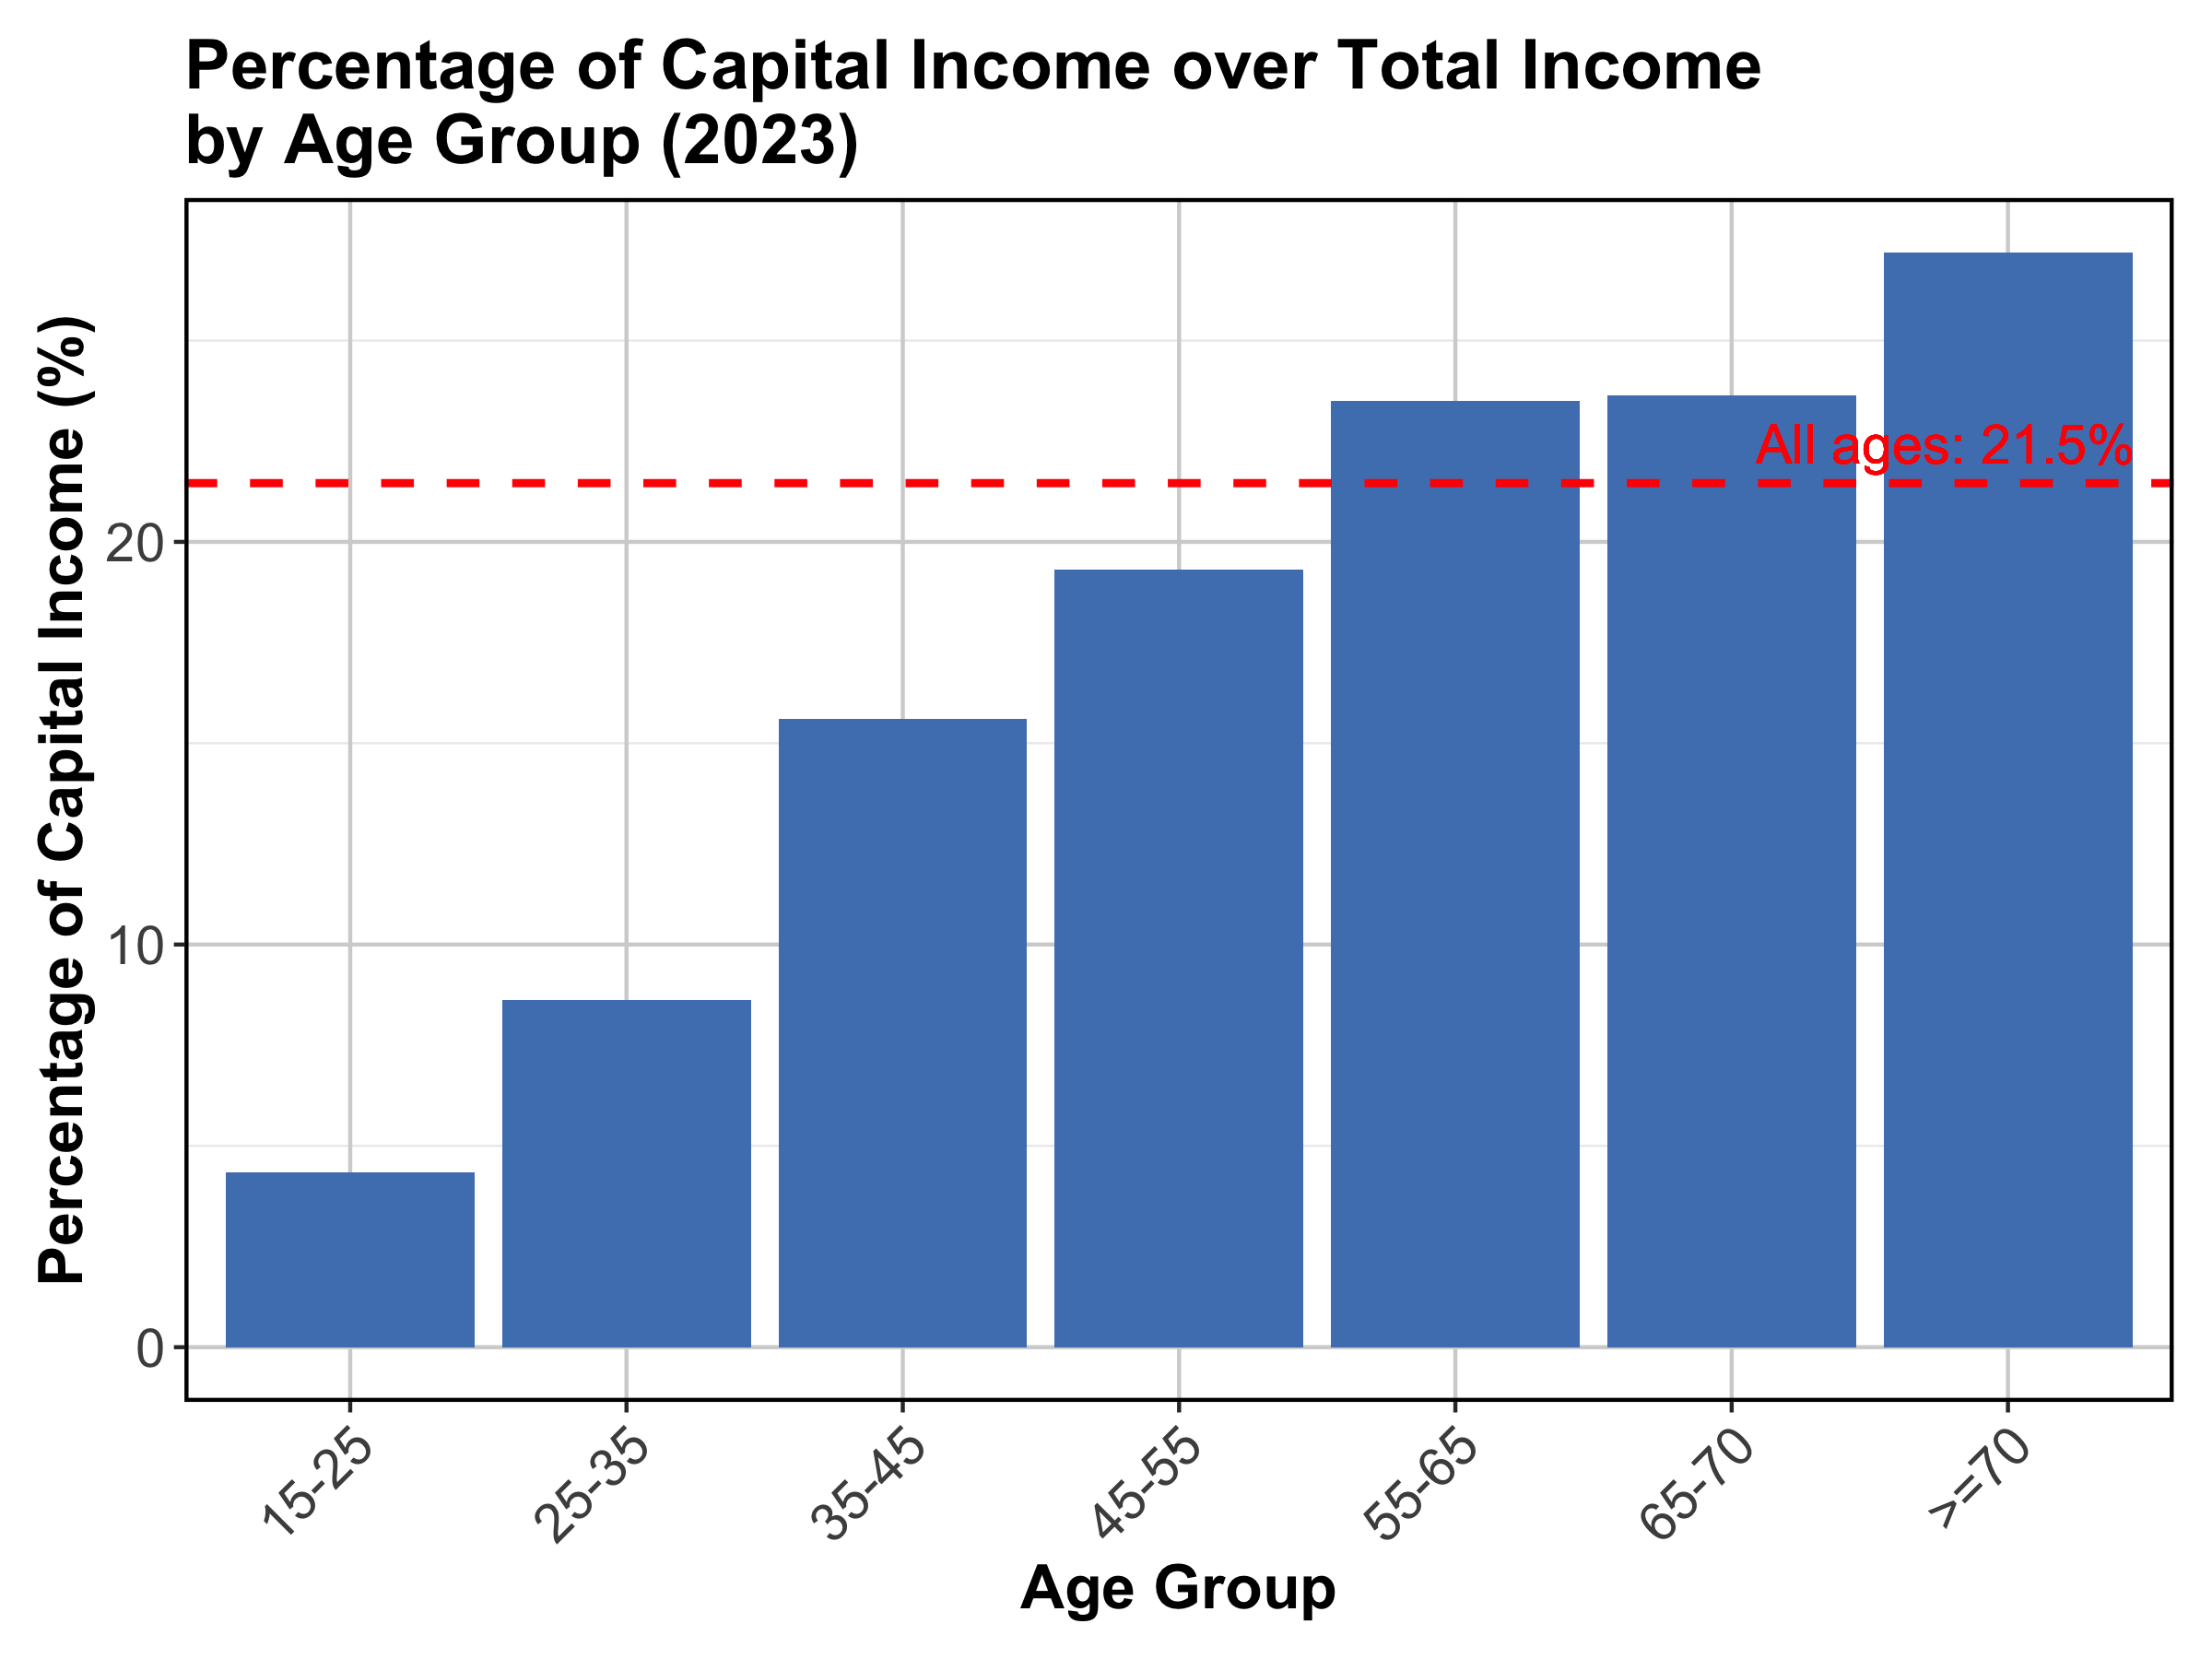 Percentage of Capital Income over Total Income
by Age Group (2023)
Percentage of Capital Income (%)
20
10
0
All ages: 21.5%
15-25
25-35
35-45
45-55
55-65
65-70
>=70
Age Group